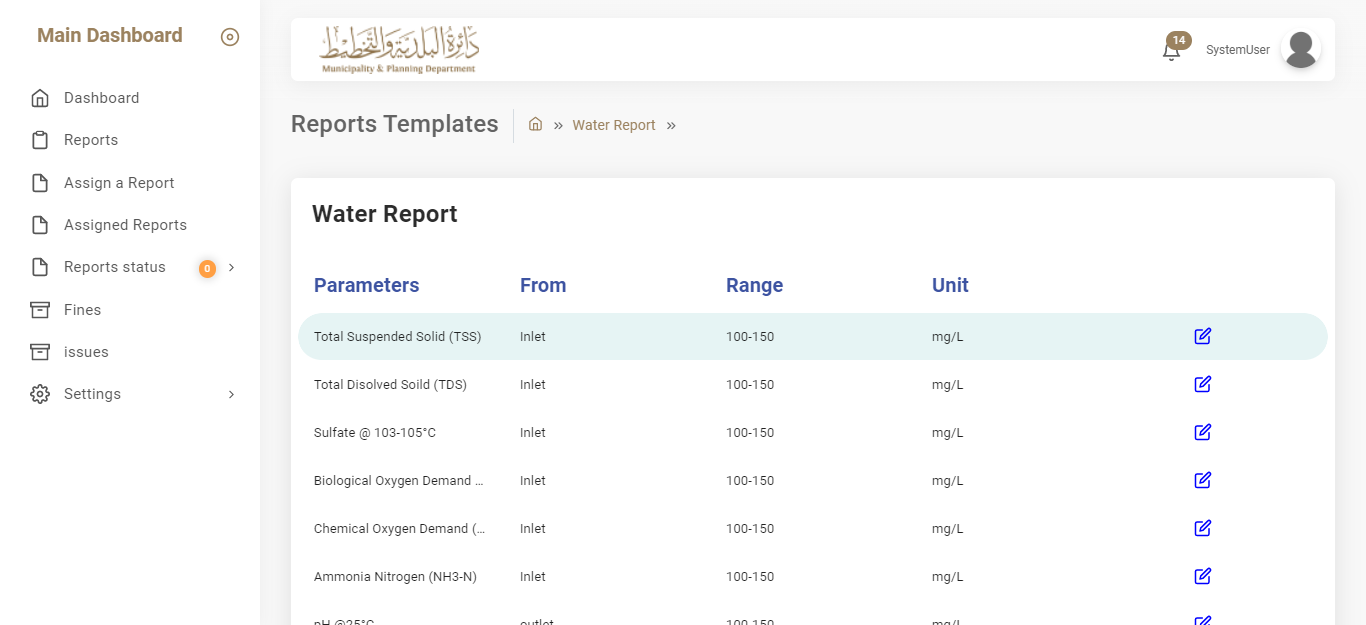 Main Dashboard
Dashboard
Reports
Assign a Report
Assigned Reports
Reports status 0
Fines
issues
Settings
دائرة البلدية والتخطيط
Municipality & Planning Department
14
SystemUser
Reports Templates
» Water Report »
Water Report
Parameters From Range Unit
Total Suspended Solid (TSS) Inlet 100-150 mg/L
Total Disolved Soild (TDS) Inlet 100-150 mg/L
Sulfate @ 103-105°C Inlet 100-150 mg/L
Biological Oxygen Demand ... Inlet 100-150 mg/L
Chemical Oxygen Demand (... Inlet 100-150 mg/L
Ammonia Nitrogen (NH3-N) Inlet 100-150 mg/L
pH @25°C outlet 100-150 mg/L